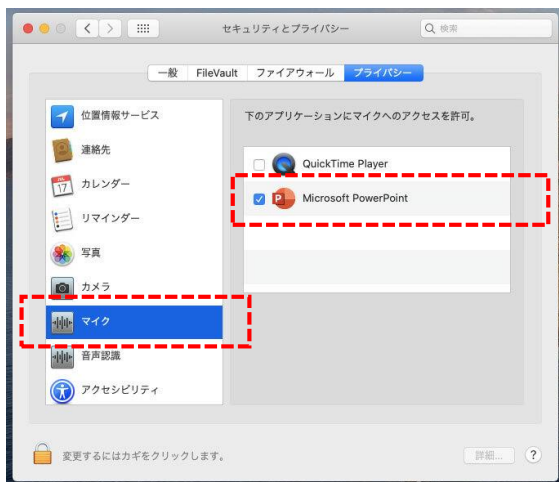 セキュリティとプライバシー
検索
一般 FileVault ファイアウォール プライバシー
位置情報サービス
連絡先
17 カレンダー
リマインダー
写真
カメラ
マイク
音声認識
アクセシビリティ
下のアプリケーションにマイクへのアクセスを許可。
QuickTime Player
Microsoft PowerPoint
変更するにはカギをクリックします。
詳細... ?